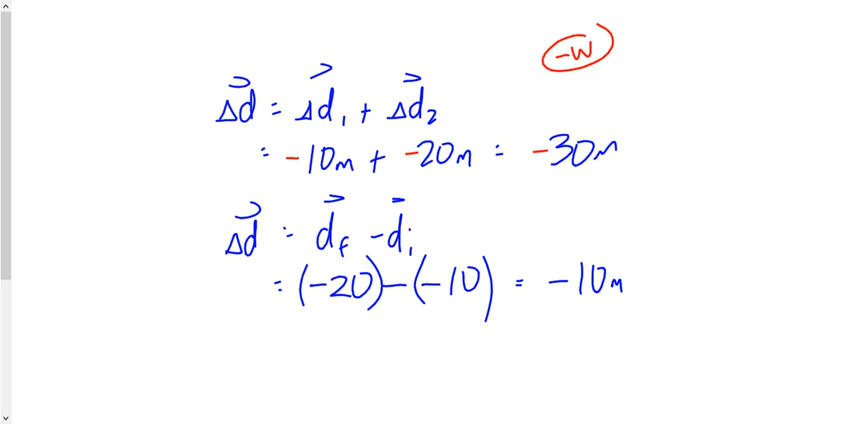 -W
Δd⃗ = Δd⃗₁ + Δd⃗₂
= -10m + -20m = -30m
Δd⃗ = d⃗f - d⃗i
= (-20) - (-10) = -10m